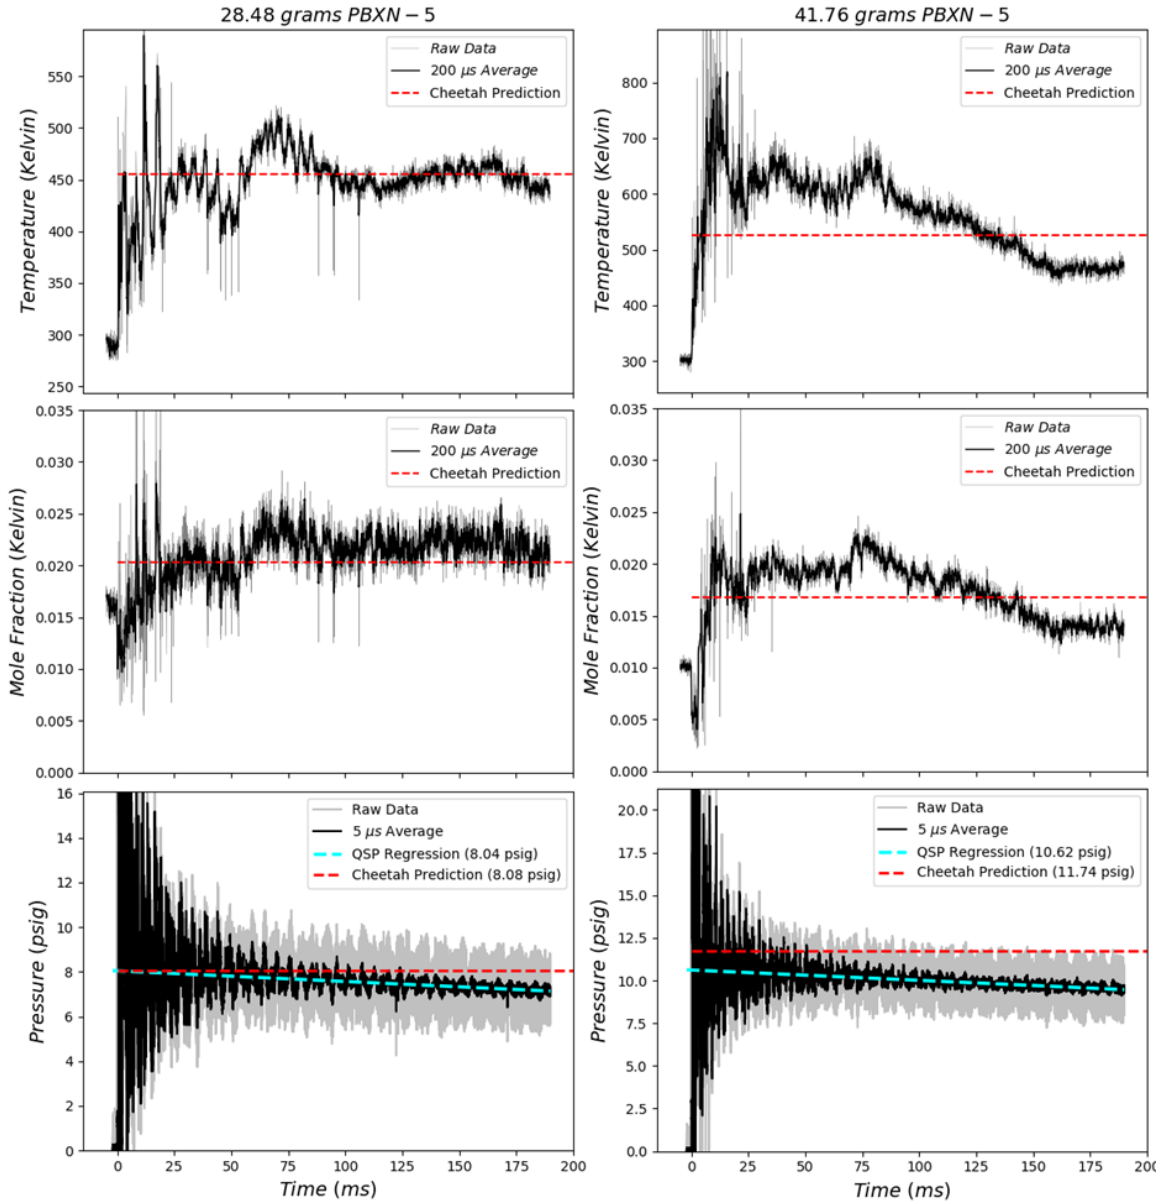 28.48 grams PBXN − 5
Temperature (Kelvin)
550
500
450
400
350
300
250
Raw Data
200 μs Average
Cheetah Prediction
41.76 grams PBXN − 5
Temperature (Kelvin)
800
700
600
500
400
300
Raw Data
200 μs Average
Cheetah Prediction
Mole Fraction (Kelvin)
0.035
0.030
0.025
0.020
0.015
0.010
0.005
0.000
Raw Data
200 μs Average
Cheetah Prediction
Mole Fraction (Kelvin)
0.035
0.030
0.025
0.020
0.015
0.010
0.005
0.000
Raw Data
200 μs Average
Cheetah Prediction
Pressure (psig)
16
14
12
10
8
6
4
2
0
Raw Data
5 μs Average
QSP Regression (8.04 psig)
Cheetah Prediction (8.08 psig)
0 25 50 75 100 125 150 175 200
Time (ms)
Pressure (psig)
20.0
17.5
15.0
12.5
10.0
7.5
5.0
2.5
0.0
Raw Data
5 μs Average
QSP Regression (10.62 psig)
Cheetah Prediction (11.74 psig)
0 25 50 75 100 125 150 175 200
Time (ms)